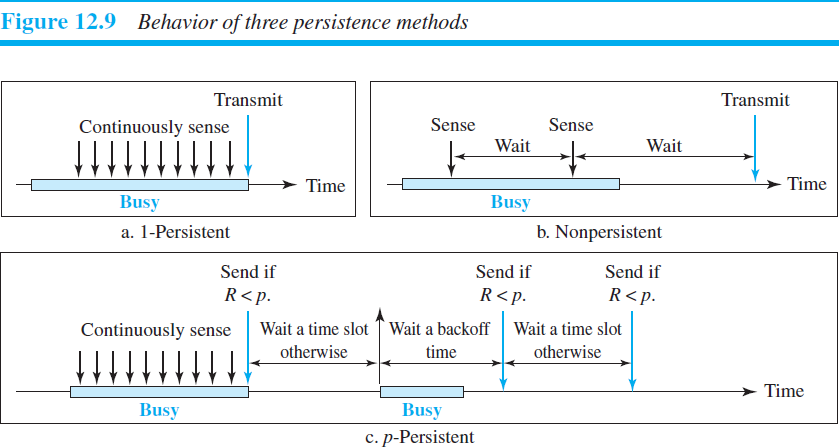 Figure 12.9 Behavior of three persistence methods
Transmit
Continuously sense
Time
Busy
a. 1-Persistent
Transmit
Sense
Sense
Wait
Wait
Time
Busy
b. Nonpersistent
Send if
R < p.
Send if
R < p.
Send if
R < p.
Continuously sense
Wait a time slot
otherwise
Wait a backoff
time
Wait a time slot
otherwise
Time
Busy
Busy
c. p-Persistent